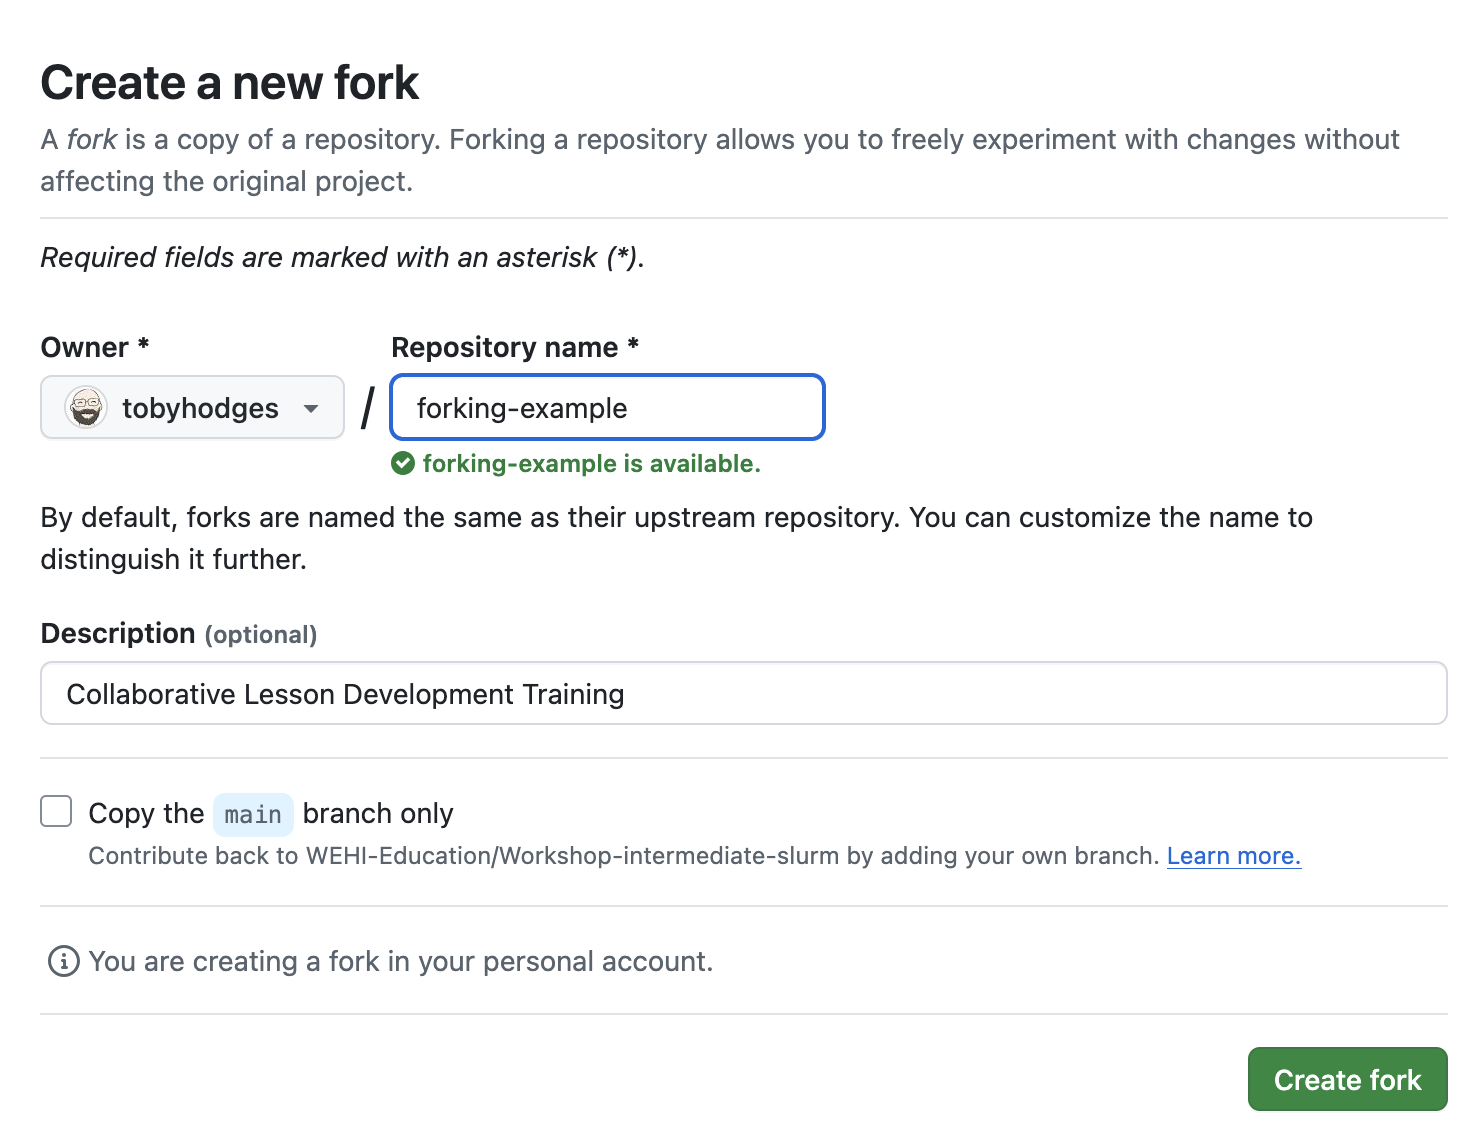 Create a new fork
A fork is a copy of a repository. Forking a repository allows you to freely experiment with changes without
affecting the original project.
Required fields are marked with an asterisk (*).
Owner *
Repository name *
tobyhodges
/
forking-example
forking-example is available.
By default, forks are named the same as their upstream repository. You can customize the name to
distinguish it further.
Description (optional)
Collaborative Lesson Development Training
Copy the main branch only
Contribute back to WEHI-Education/Workshop-intermediate-slurm by adding your own branch. Learn more.
You are creating a fork in your personal account.
Create fork